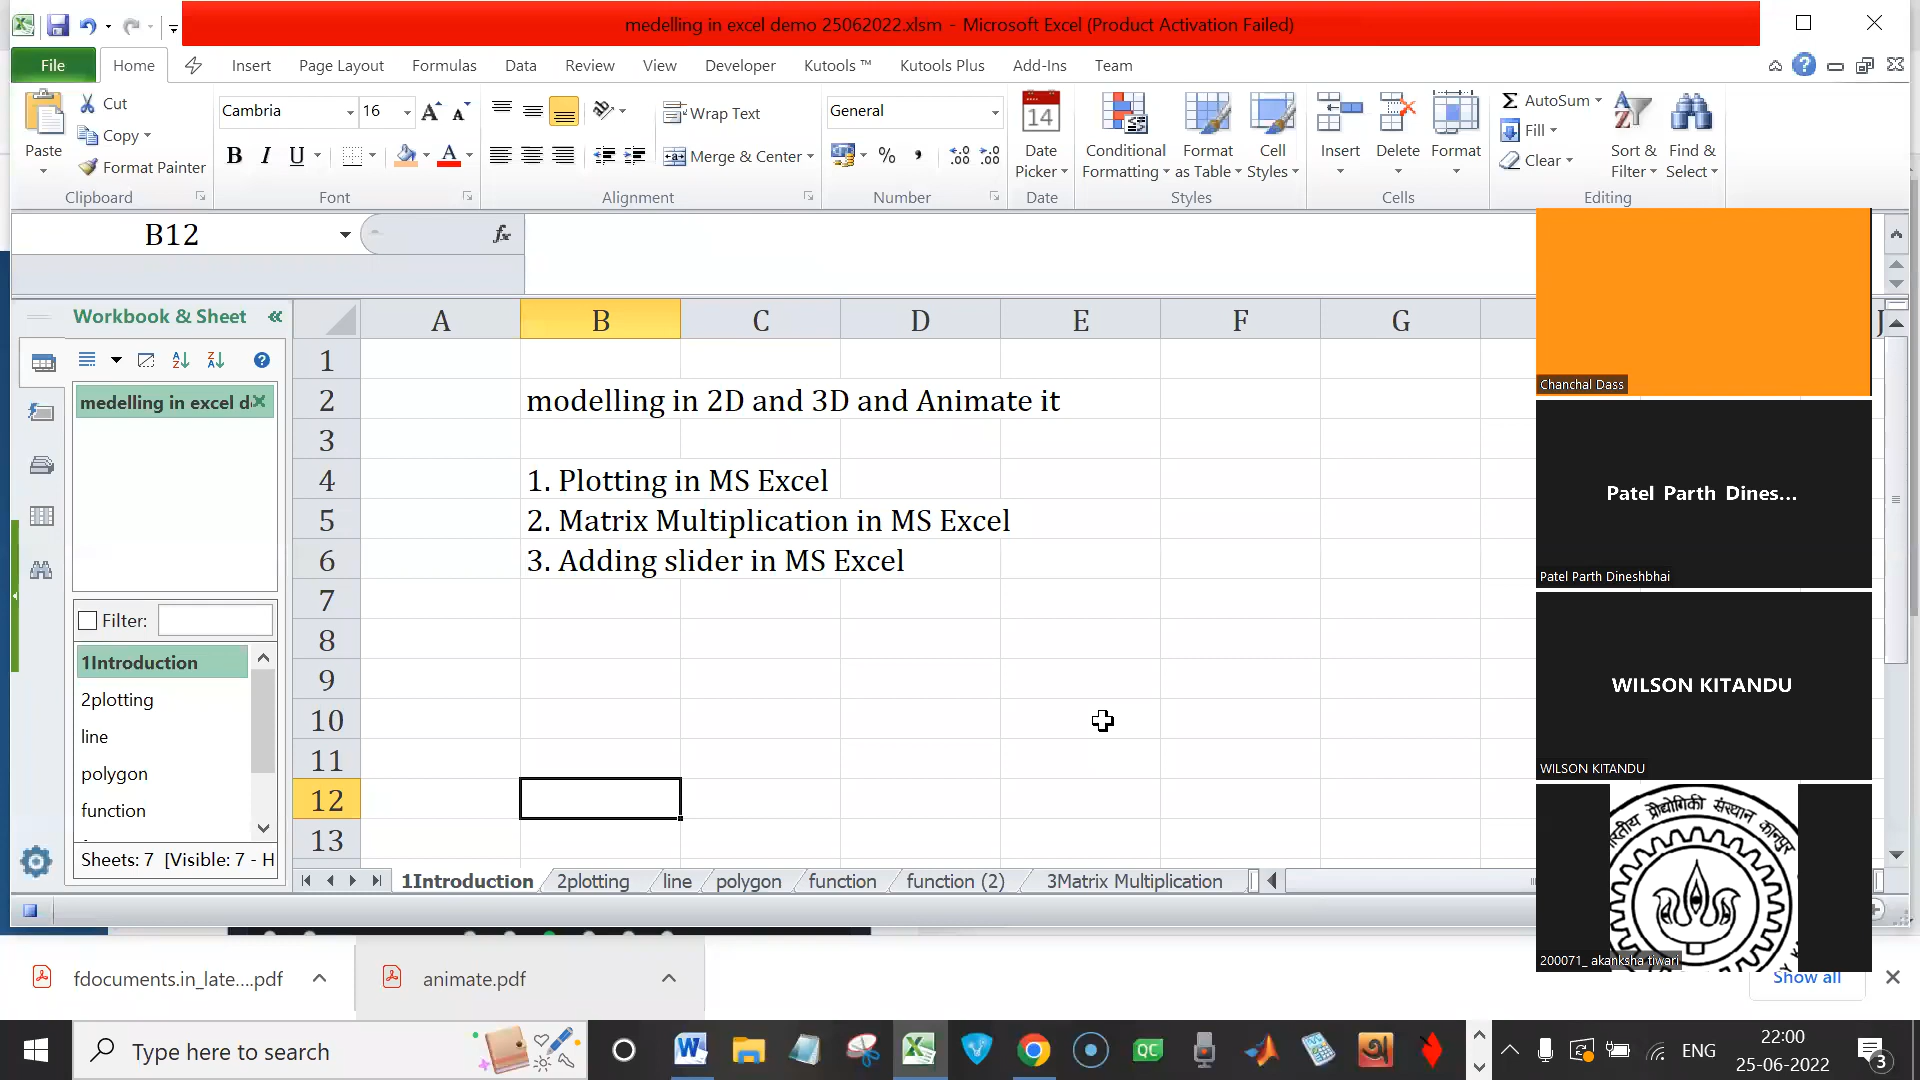 medelling in excel demo 25062022.xlsm - Microsoft Excel (Product Activation Failed)
File Home Insert Page Layout Formulas Data Review View Developer Kutools ™ Kutools Plus Add-Ins Team
Paste
Cut
Copy
Format Painter
Clipboard
Cambria 16
B I U A
Font
Wrap Text
Merge & Center
Alignment
General
% ,
Number
14
Date Picker
Date
Conditional Formatting
Format as Table
Cell Styles
Styles
Insert Delete Format
Cells
AutoSum
Fill
Clear
Sort & Filter
Find & Select
Editing
B12
fx
Workbook & Sheet
medelling in excel d
Filter:
1Introduction
2plotting
line
polygon
function
Sheets: 7 [Visible: 7 - H
A B C D E F G J
1
2 modelling in 2D and 3D and Animate it
3
4 1. Plotting in MS Excel
5 2. Matrix Multiplication in MS Excel
6 3. Adding slider in MS Excel
7
8
9
10
11
12
13
1Introduction 2plotting line polygon function function (2) 3Matrix Multiplication
Chanchal Dass
Patel Parth Dines...
Patel Parth Dineshbhai
WILSON KITANDU
WILSON KITANDU
भारतीय प्रौद्योगिकी संस्थान कानपुर
200071_ akanksha tiwari
fdocuments.in_late....pdf
animate.pdf
Show all
Type here to search
QC
ENG
22:00
25-06-2022
3